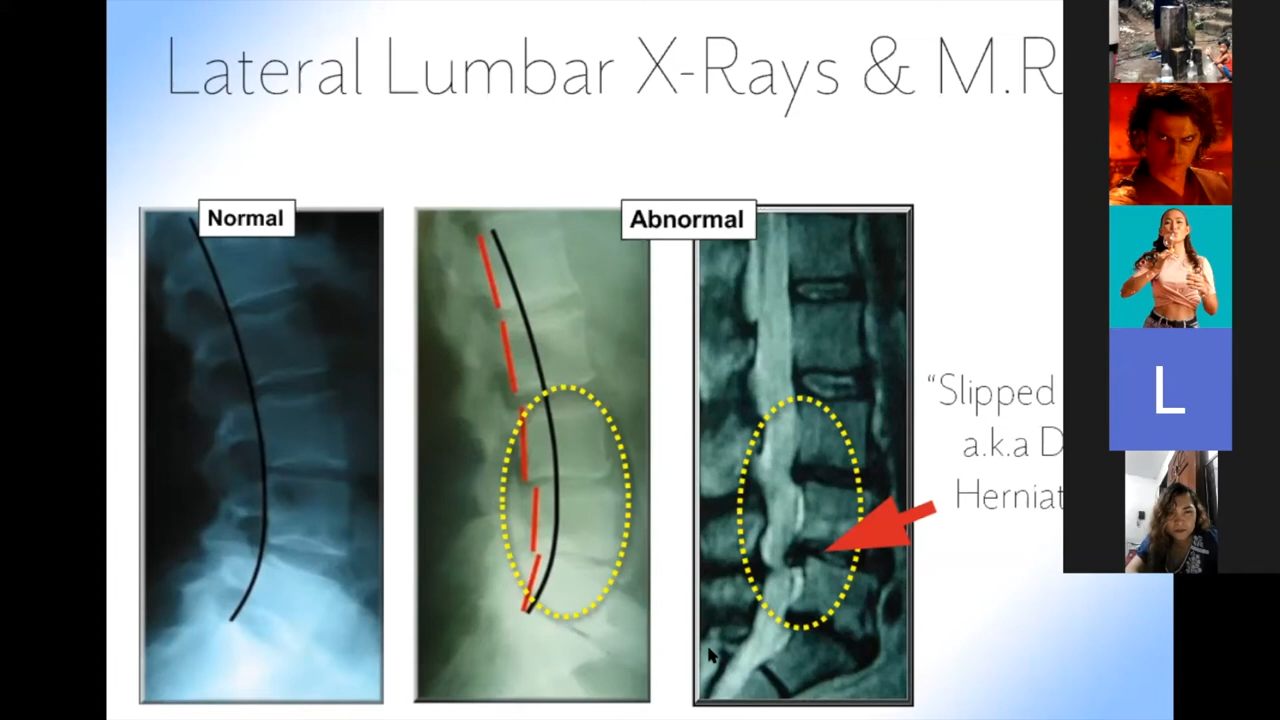 Lateral Lumbar X-Rays & M.R
Normal
Abnormal
"Slipped
a.k.a D
Herniat
L